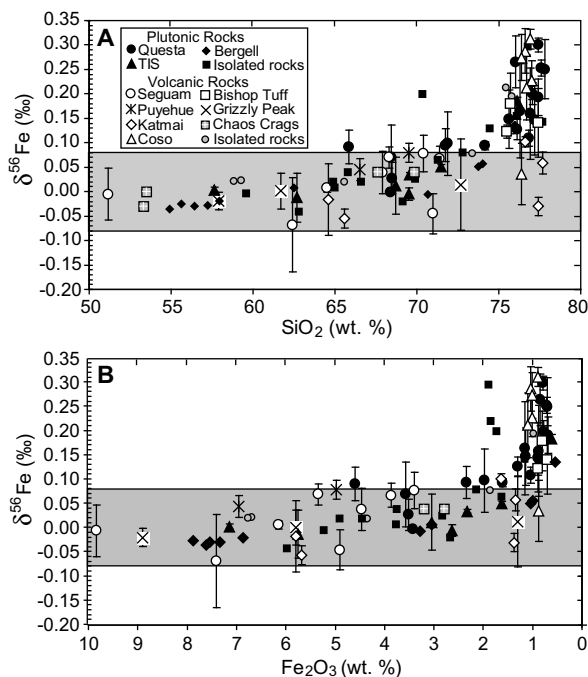 0.35
0.30
0.25
0.20
0.15
0.10
0.05
0.00
-0.05
-0.10
-0.15
-0.20
δ56Fe (‰)
A
Plutonic Rocks
Questa Bergell
TIS Isolated rocks
Volcanic Rocks
Seguam Bishop Tuff
Puyehue Grizzly Peak
Katmai Chaos Crags
Coso Isolated rocks
50 55 60 65 70 75 80
SiO2 (wt. %)
0.35
0.30
0.25
0.20
0.15
0.10
0.05
0.00
-0.05
-0.10
-0.15
-0.20
δ56Fe (‰)
B
10 9 8 7 6 5 4 3 2 1 0
Fe2O3 (wt. %)